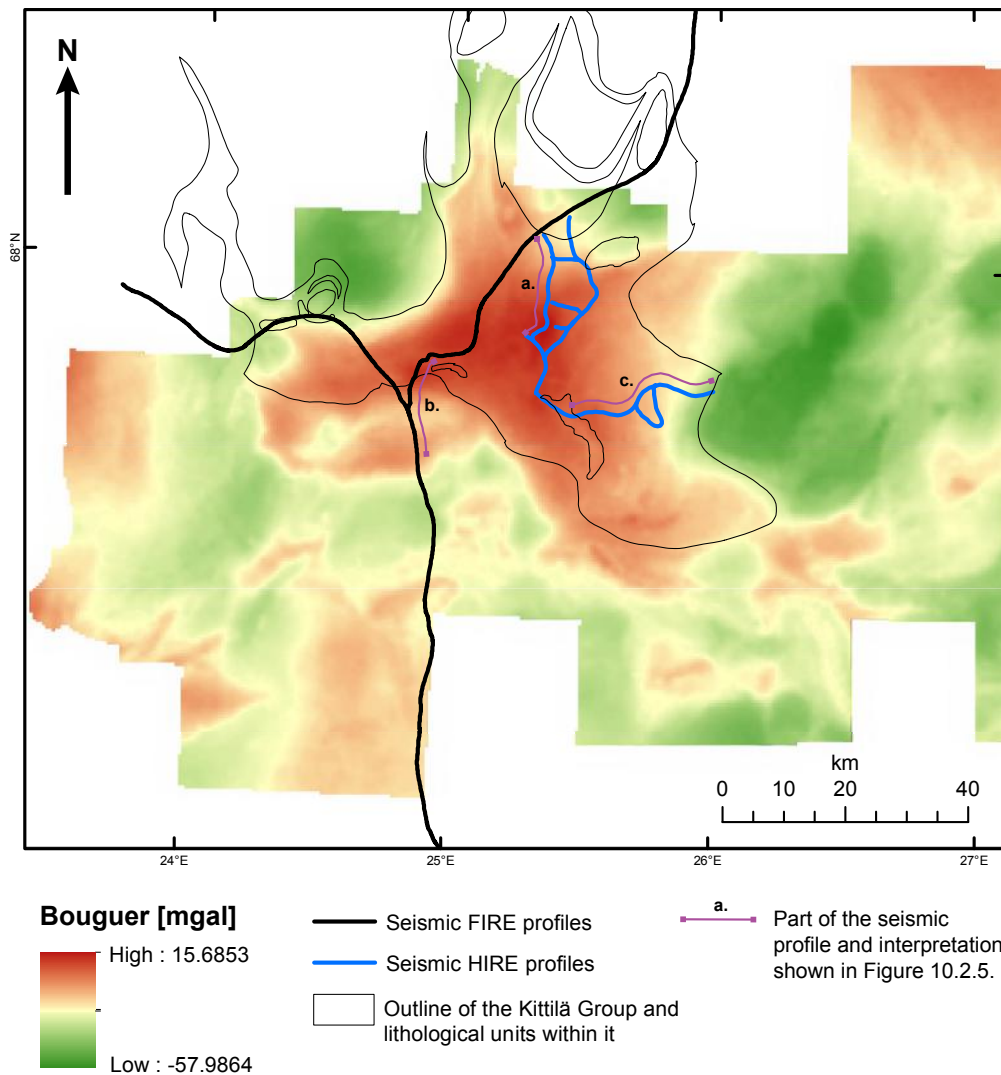 N
68°N
a.
b.
c.
km
0 10 20 40
24°E 25°E 26°E 27°E
Bouguer [mgal]
High : 15.6853
Low : -57.9864
Seismic FIRE profiles
Seismic HIRE profiles
Outline of the Kittilä Group and
lithological units within it
a.
Part of the seismic
profile and interpretation
shown in Figure 10.2.5.